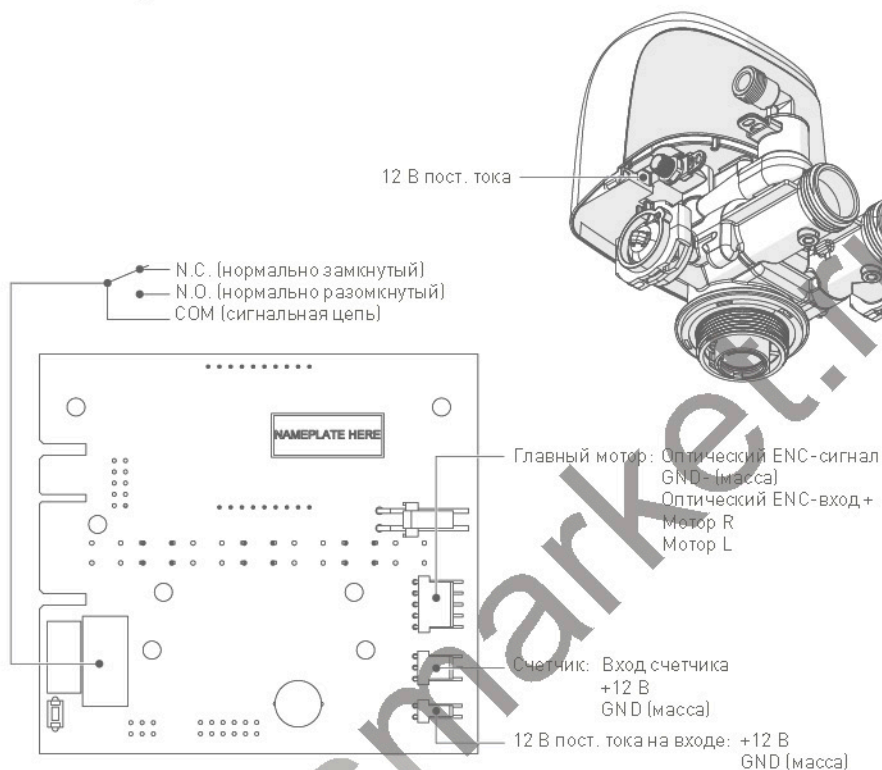 12 В пост. тока
N.C. (нормально замкнутый)
N.O. (нормально разомкнутый)
COM (сигнальная цепь)
NAMEPLATE HERE
Главный мотор: Оптический ENC-сигнал
GND- (масса)
Оптический ENC-вход+
Мотор R
Мотор L
Счетчик: Вход счетчика
+12 В
GND (масса)
12 В пост. тока на входе: +12 В
GND (масса)